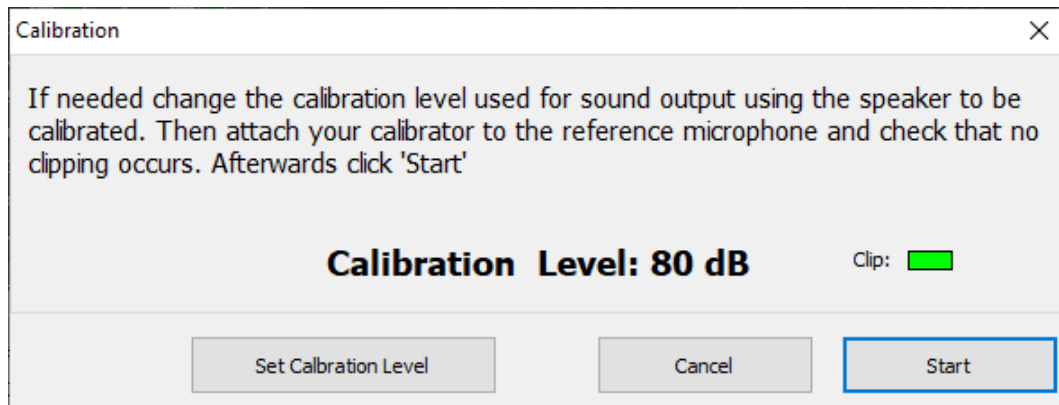 Calibration
If needed change the calibration level used for sound output using the speaker to be
calibrated. Then attach your calibrator to the reference microphone and check that no
clipping occurs. Afterwards click 'Start'
Calibration Level: 80 dB
Clip:
Set Calbration Level
Cancel
Start